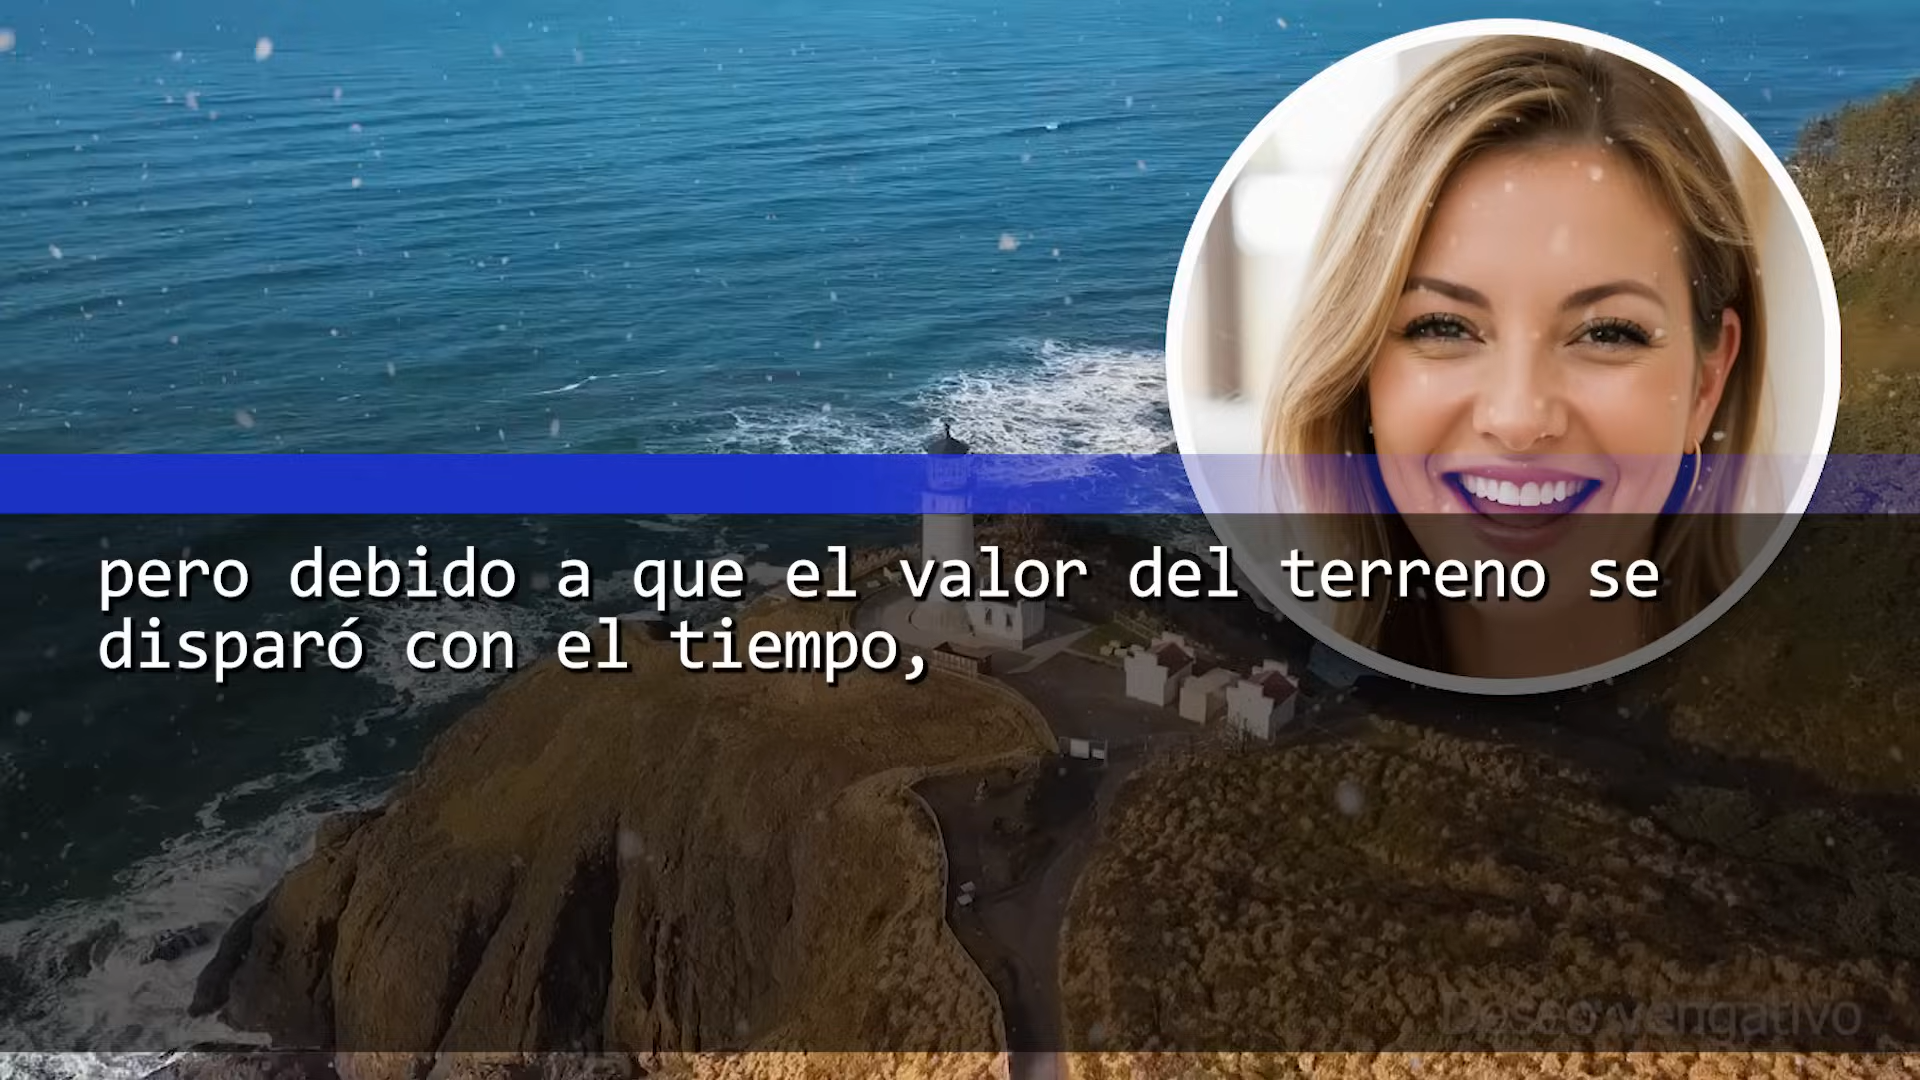 pero debido a que el valor del terreno se
disparó con el tiempo,
Deseo vengativo